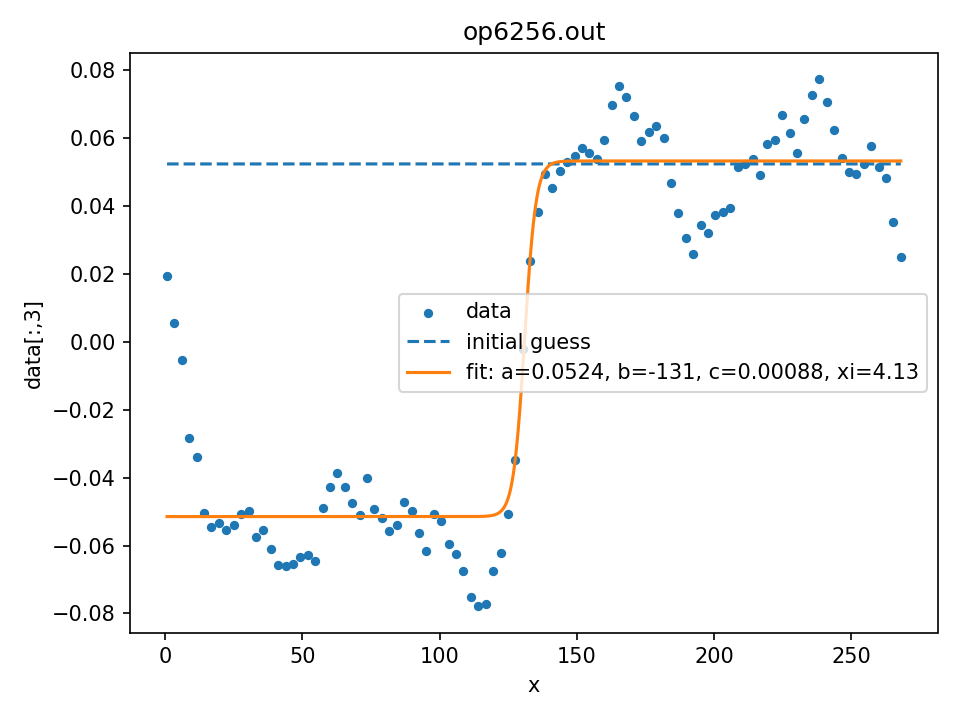 op6256.out
0.08
0.06
0.04
0.02
0.00
−0.02
−0.04
−0.06
−0.08
data[:,3]
data
initial guess
fit: a=0.0524, b=-131, c=0.00088, xi=4.13
0 50 100 150 200 250
x